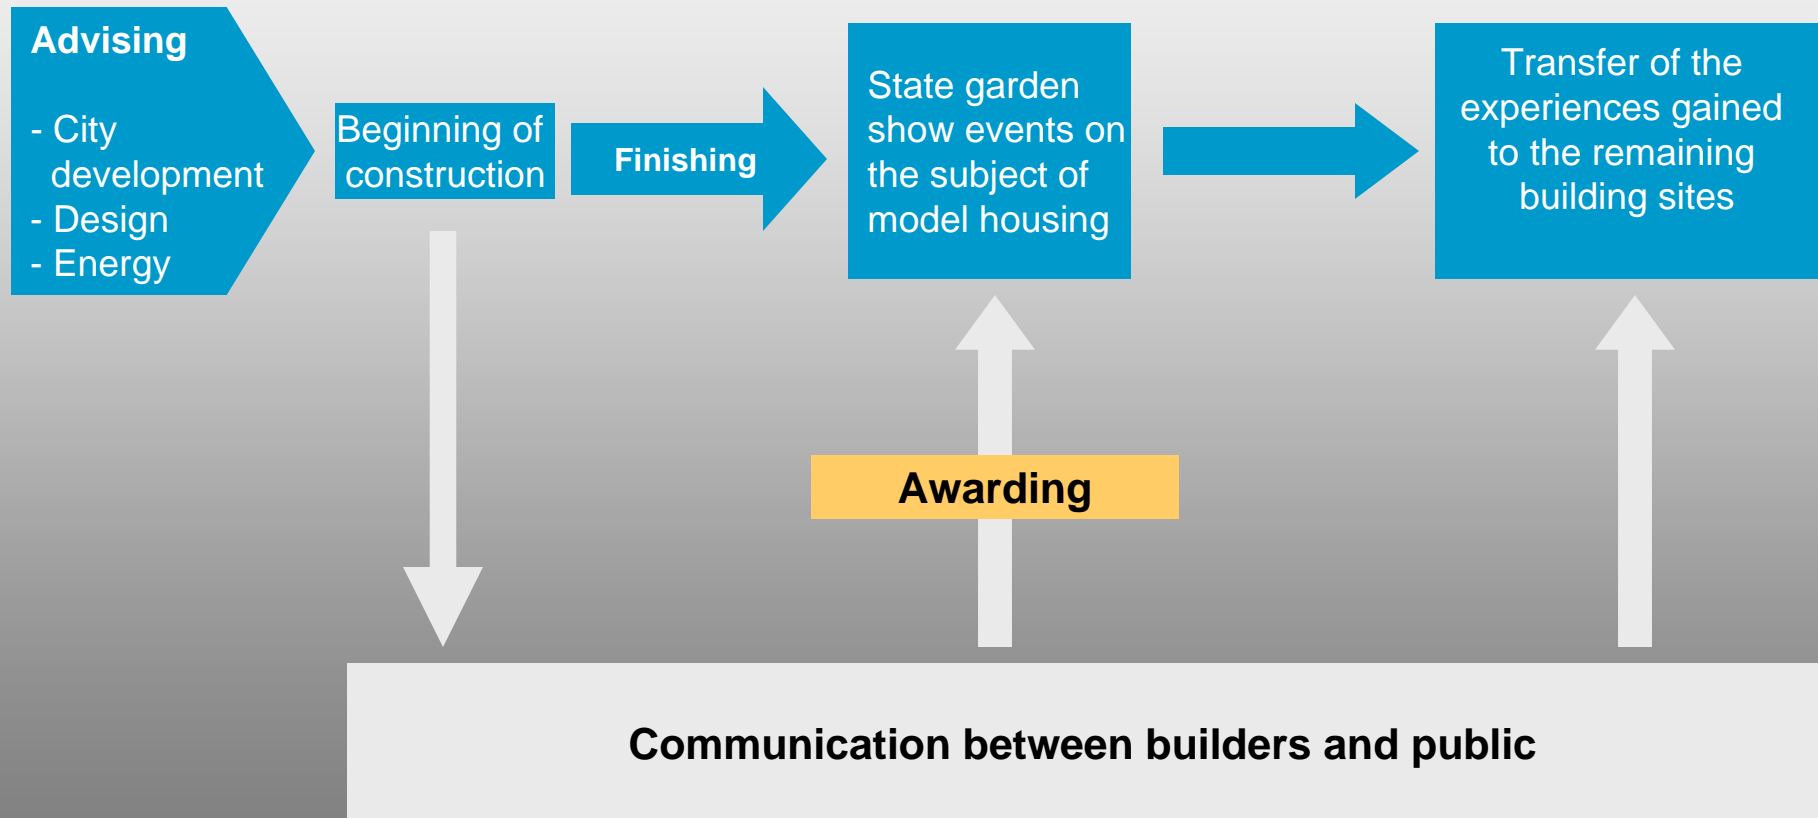 Advising
- City
development
- Design
- Energy
Beginning of
construction
Finishing
State garden
show events on
the subject of
model housing
Transfer of the
experiences gained
to the remaining
building sites
Awarding
Communication between builders and public